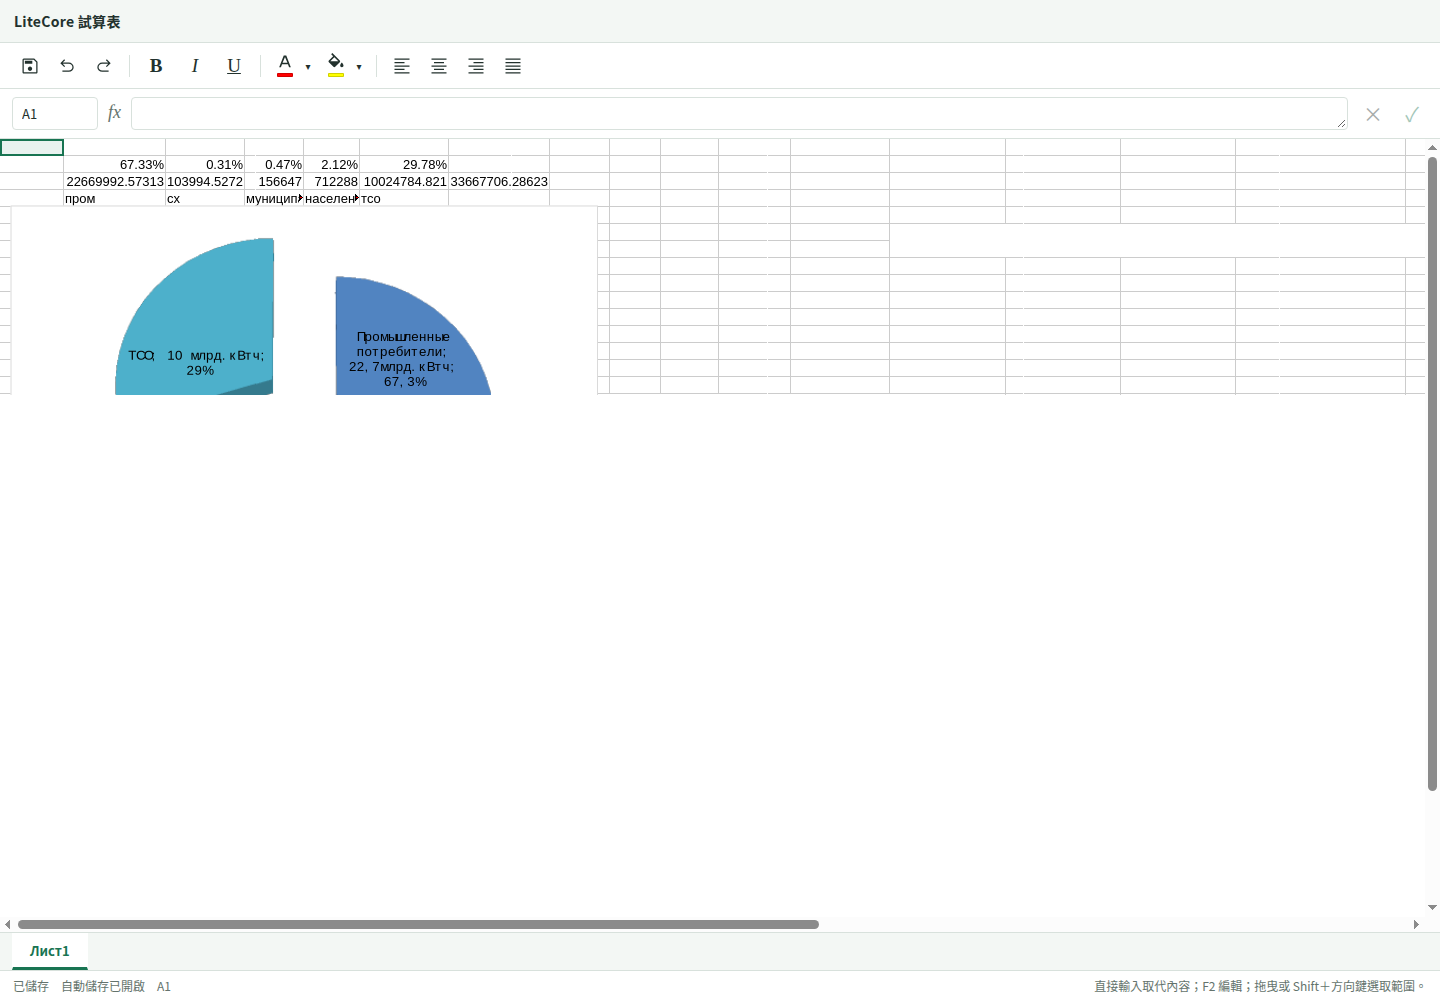 LiteCore 試算表
B I U A
A1
fx
67.33% 0.31% 0.47% 2.12% 29.78%
22669992.57313 103994.5272 156647 712288 10024784.821 33667706.28623
пром сх муницип населен тсо
ТСО; 10 млрд. кВтч;
29%
Промышленные
потребители;
22, 7млрд. кВтч;
67, 3%
Лист1
已儲存 自動儲存已開啟 A1
直接輸入取代內容；F2 編輯；拖曳或 Shift＋方向鍵選取範圍。